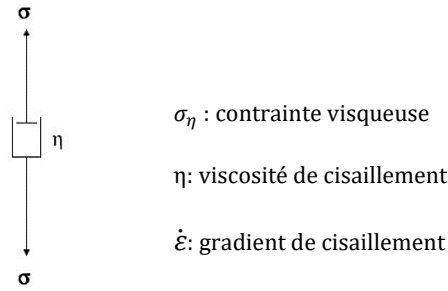 σ
σ_η : contrainte visqueuse
η
η: viscosité de cisaillement
ε̇: gradient de cisaillement
σ